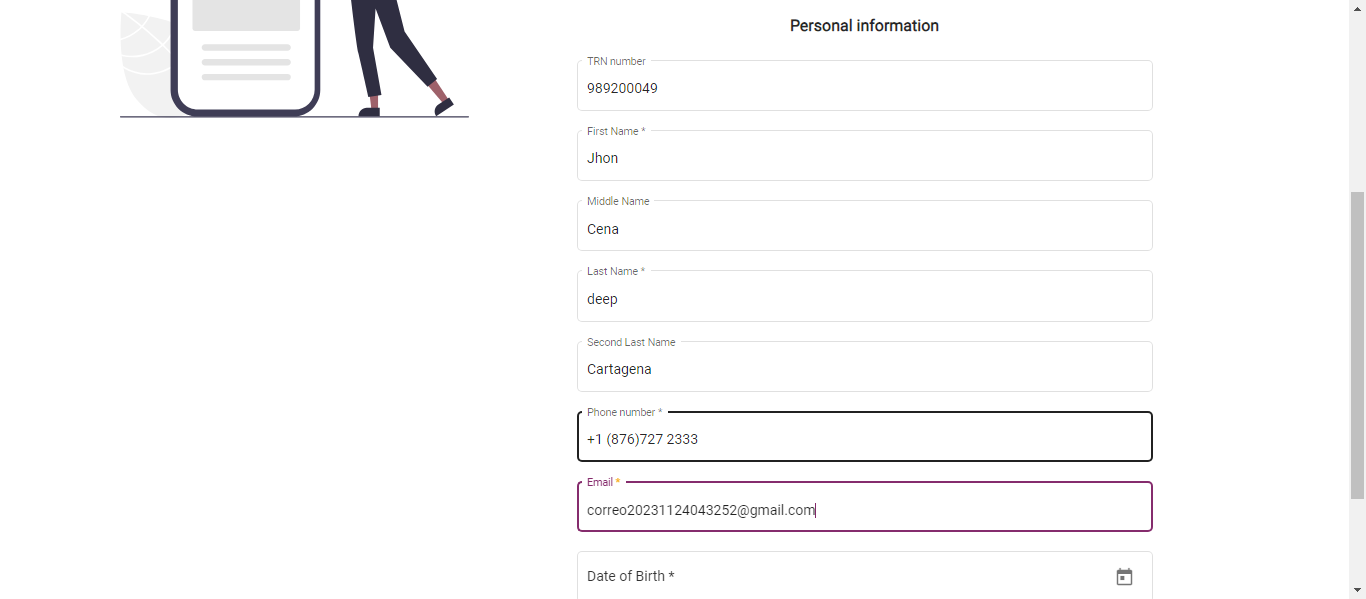 Personal information
TRN number
989200049
First Name *
Jhon
Middle Name
Cena
Last Name *
deep
Second Last Name
Cartagena
Phone number *
+1 (876)727 2333
Email *
correo20231124043252@gmail.com
Date of Birth *